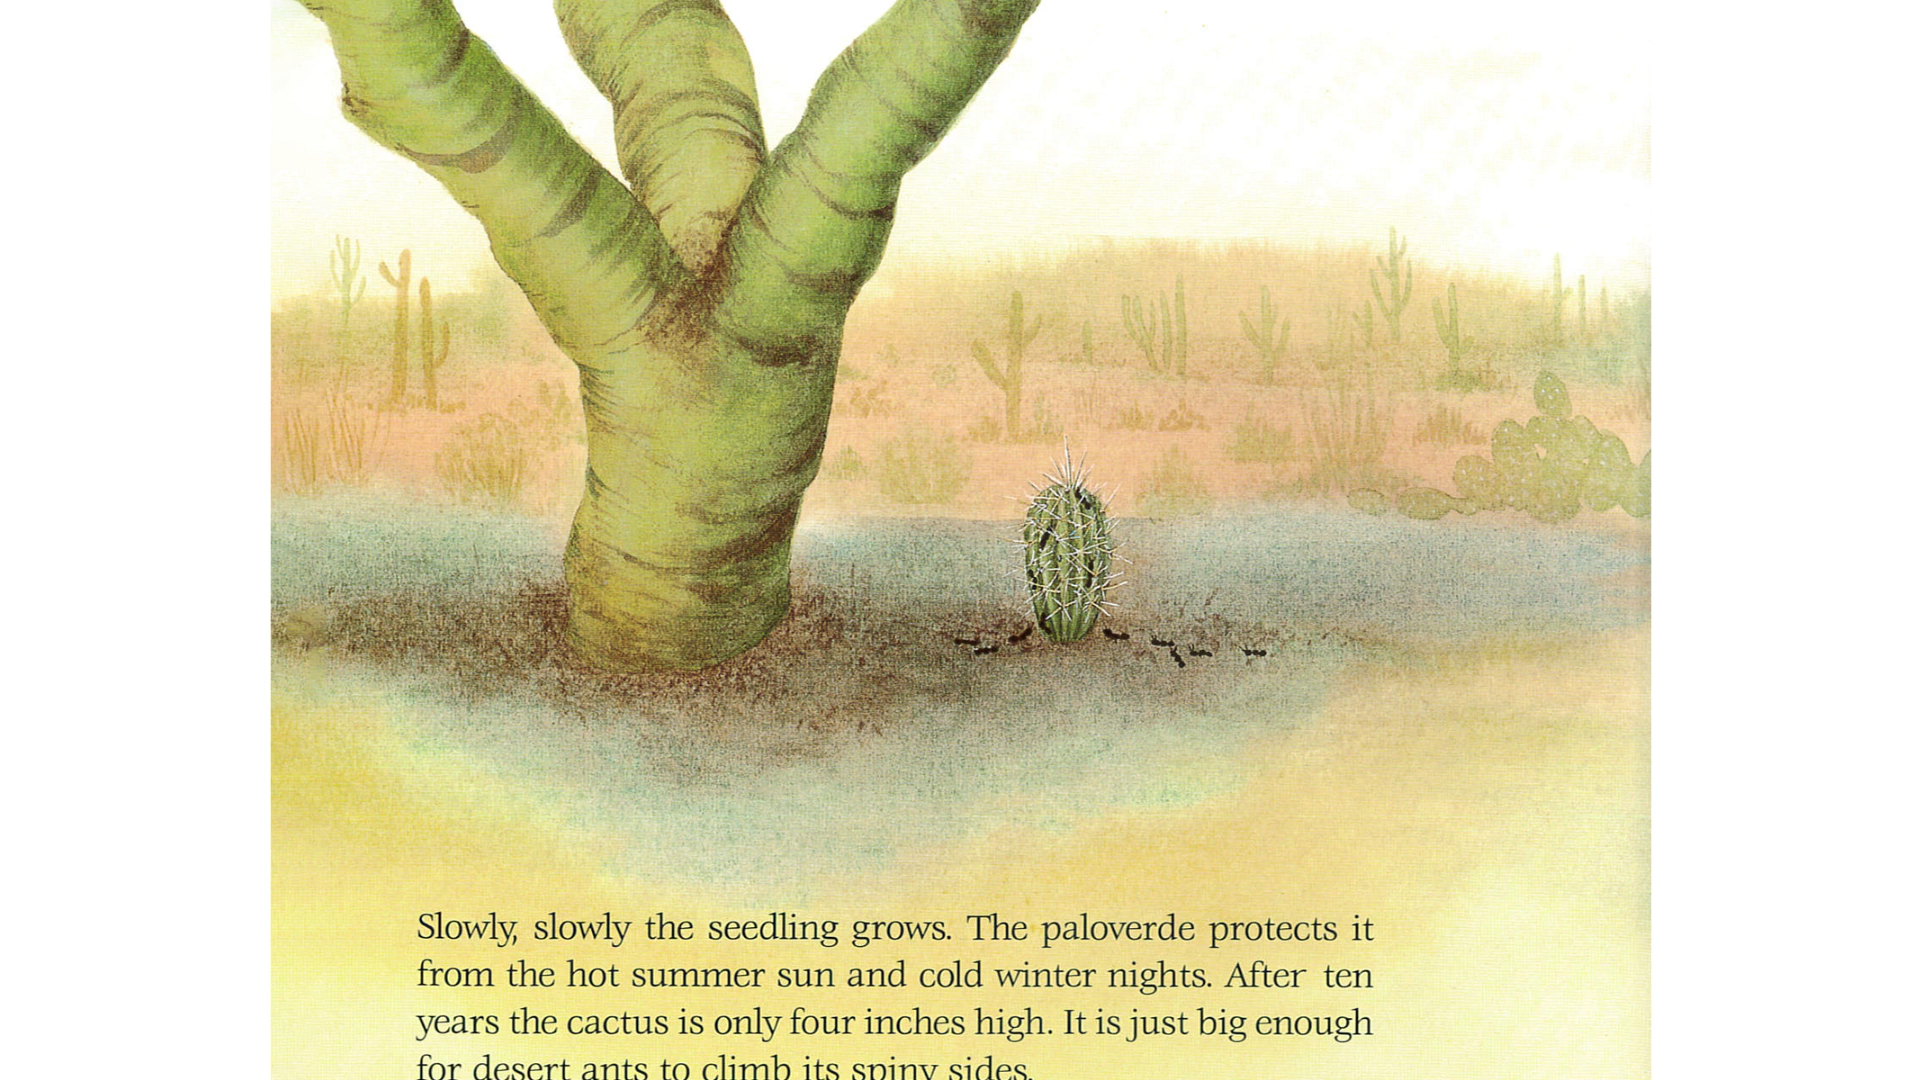 Slowly, slowly the seedling grows. The paloverde protects it
from the hot summer sun and cold winter nights. After ten
years the cactus is only four inches high. It is just big enough
for desert ants to climb its spiny sides.